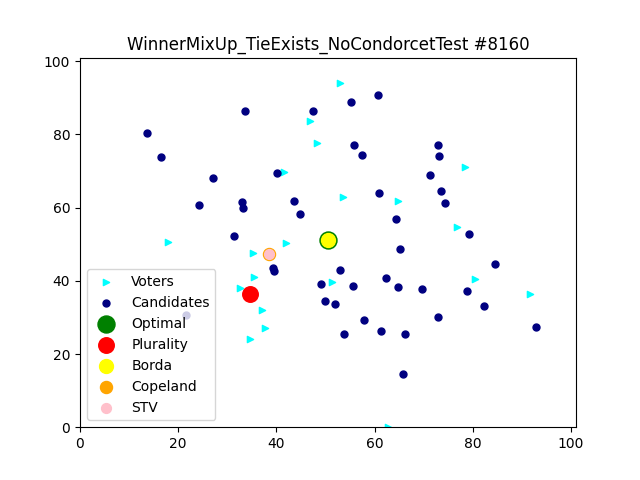 WinnerMixUp_TieExists_NoCondorcetTest #8160
100
80
60
40
20
0
Voters
Candidates
Optimal
Plurality
Borda
Copeland
STV
0 20 40 60 80 100